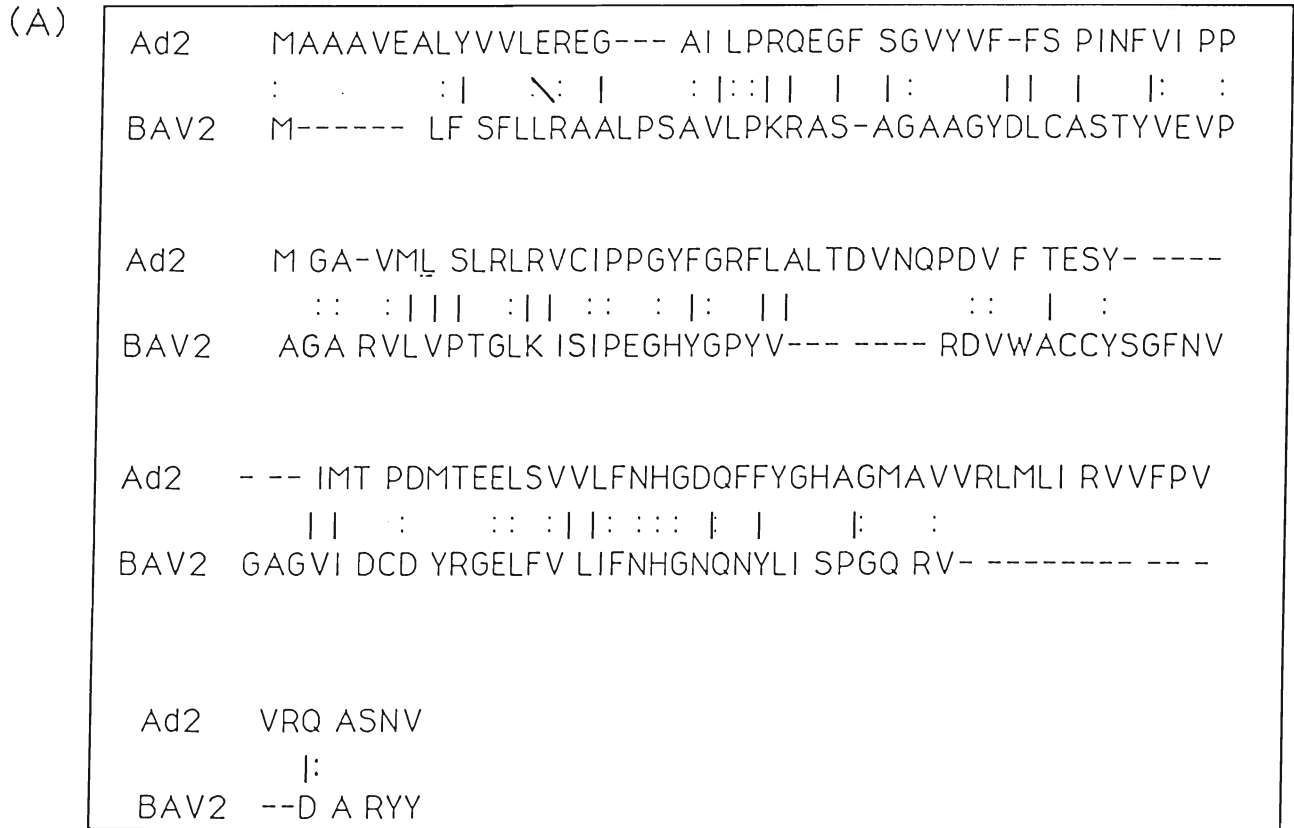 (A)
Ad2 MAAAVEALYVVLEREG--- AI LPRQEGF SGVYVF-FS PINFVI PP
: . :| \: | :|::|| | |: || | |: :
BAV2 M------ LF SFLLRAALPSAVLPKRAS-AGAAGYDLCASTYVEVP
Ad2 M GA-VML SLRLRVCIPPGYFGRFLALTDVNQPDV F TESY- ----
:: :||| :|| :: : |: || :: | :
BAV2 AGA RVLVPTGLK ISIPEGHYGPYV--- ---- RDVWACCYSGFNV
Ad2 - -- IMT PDMTEELSVVLFNHGDQFFYGHAGMAVVRLMLI RVVFPV
|| : :: :||: ::: |: | |: :
BAV2 GAGVI DCD YRGELFV LIFNHGNQNYLI SPGQ RV- -------- -- -
Ad2 VRQ ASNV
|:
BAV2 --D A RYY